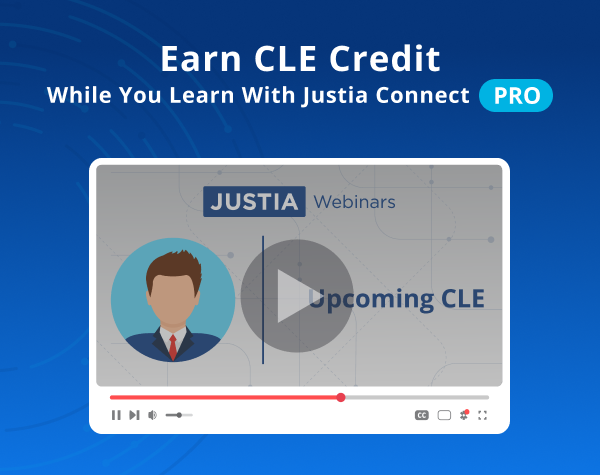 Earn CLE Credit
While You Learn With Justia Connect PRO
JUSTIA Webinars
Upcoming CLE
CC